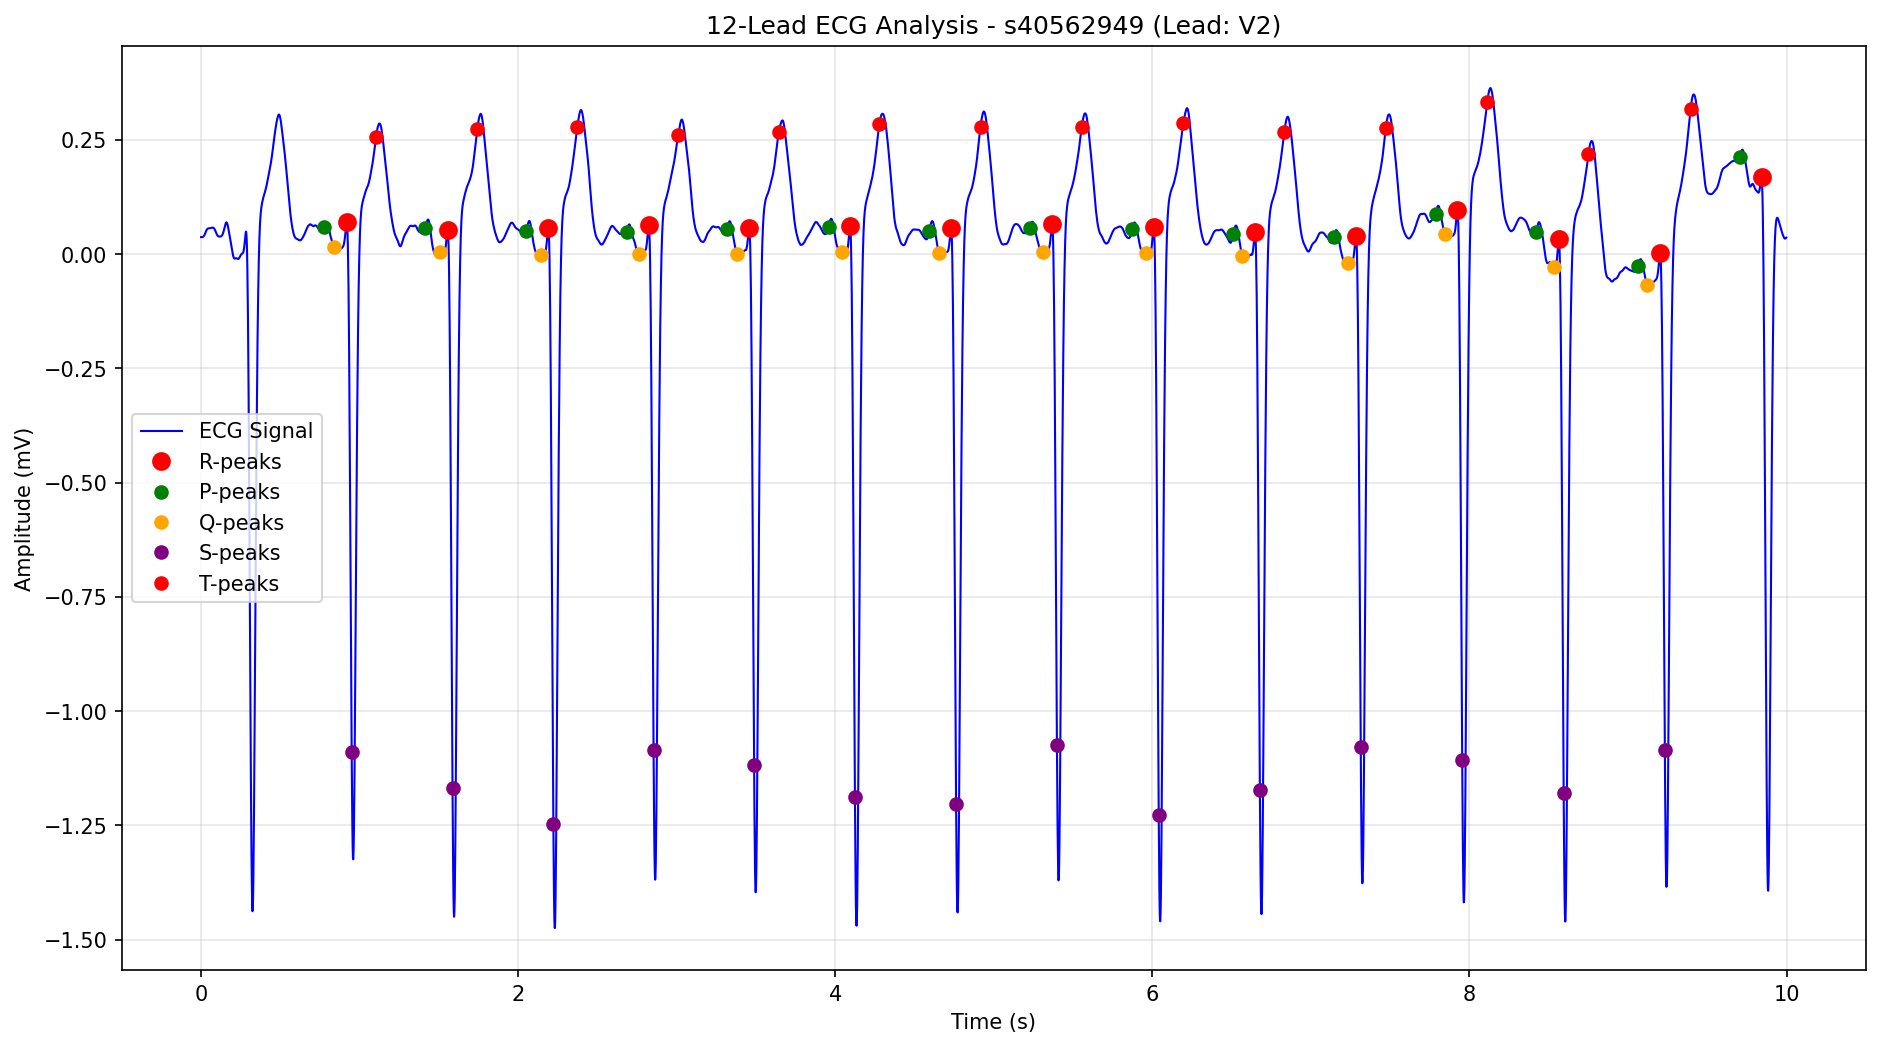 12-Lead ECG Analysis - s40562949 (Lead: V2)
Amplitude (mV)
0.25
0.00
−0.25
−0.50
−0.75
−1.00
−1.25
−1.50
ECG Signal
R-peaks
P-peaks
Q-peaks
S-peaks
T-peaks
0 2 4 6 8 10
Time (s)